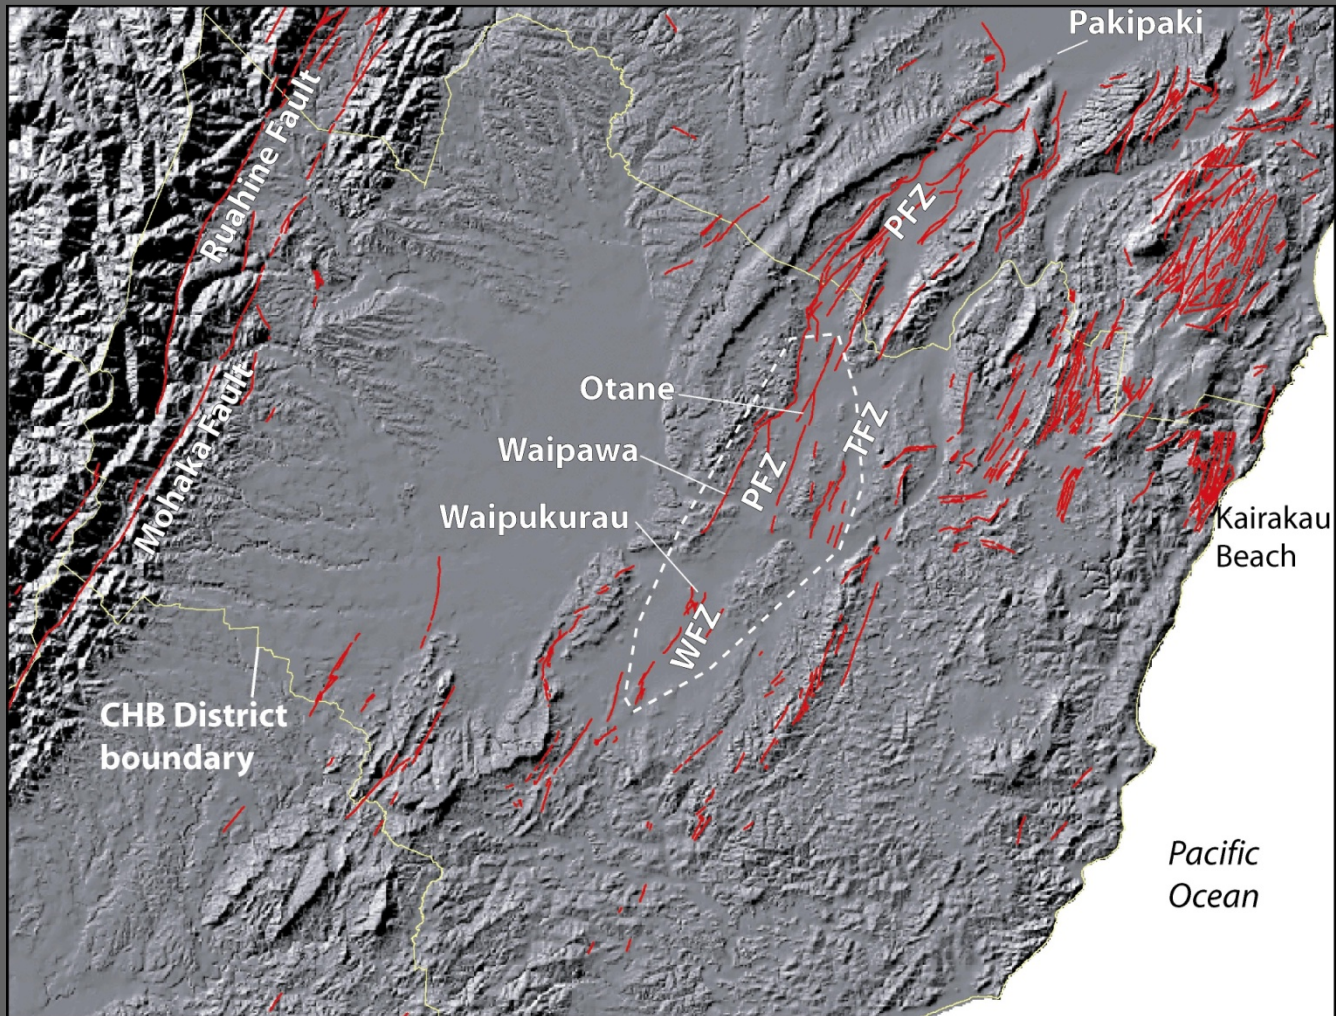 Pakipaki
Ruahine Fault
PFZ
Otane
TFZ
Waipawa
PFZ
Mohaka Fault
Waipukurau
Kairakau
Beach
WFZ
CHB District
boundary
Pacific
Ocean